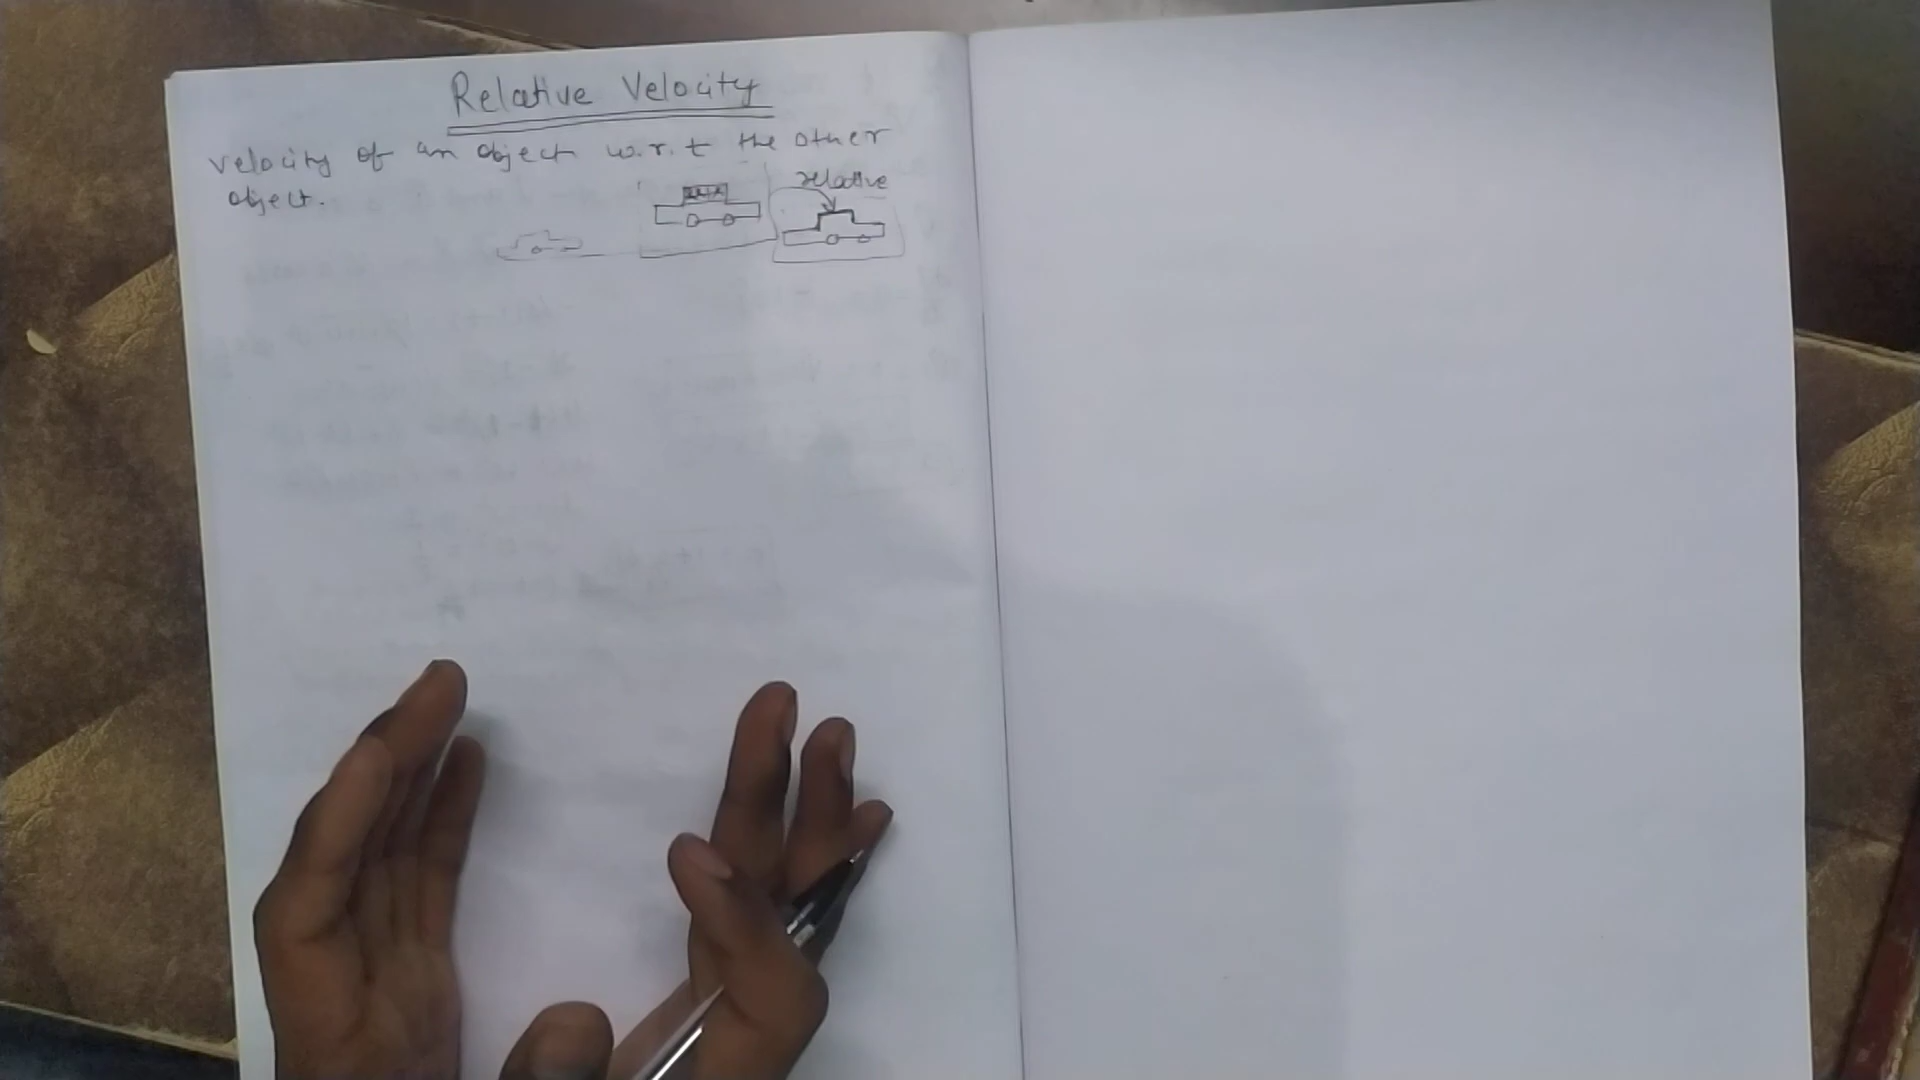 Relative Velocity
Velocity of an object w.r.t the other
object.
relative